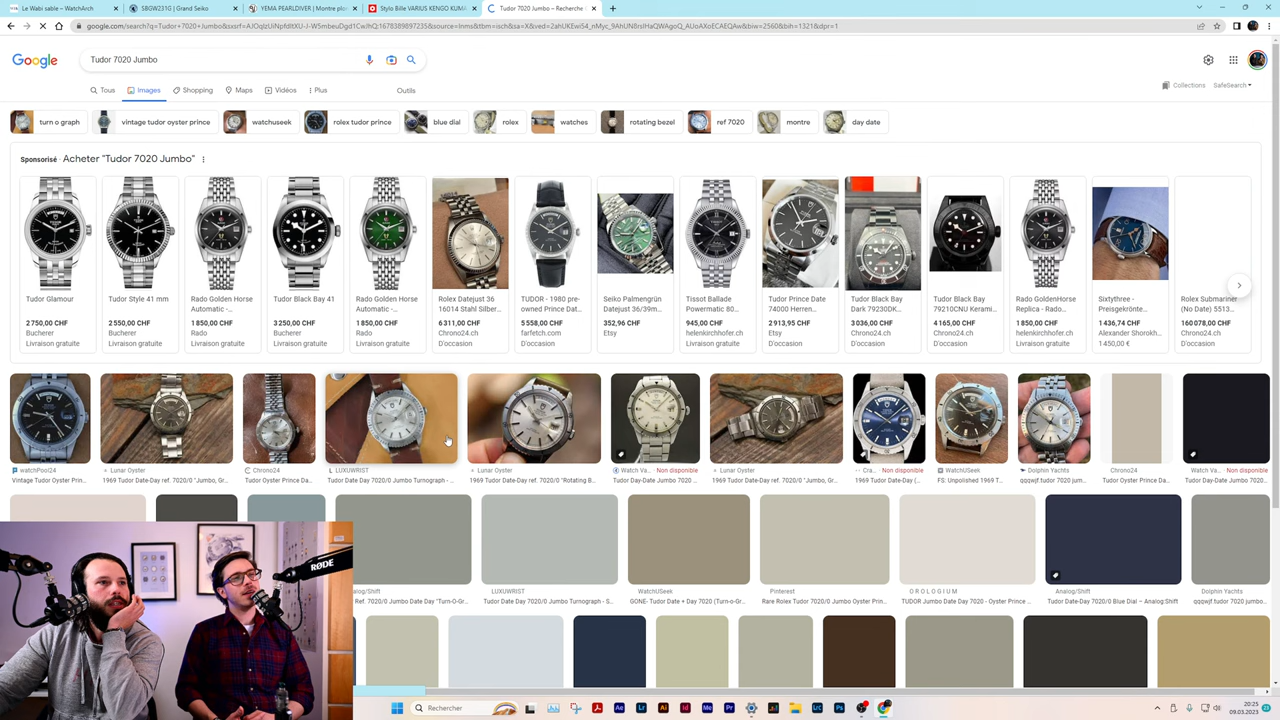 Le Wabi sable – WatchArch
SBGW231G | Grand Seiko
YEMA PEARLDIVER | Montre plon
Stylo Bille VARIUS KENGO KUMA
Tudor 7020 Jumbo – Recherche
Google
Tudor 7020 Jumbo
Tous
Images
Shopping
Maps
Vidéos
Plus
Outils
Collections
SafeSearch
turn o graph
vintage tudor oyster prince
watchuseek
rolex tudor prince
blue dial
rolex
watches
rotating bezel
ref 7020
montre
day date
Sponsorisé · Acheter "Tudor 7020 Jumbo"
Tudor Glamour
2 750,00 CHF
Bucherer
Livraison gratuite
Tudor Style 41 mm
2 550,00 CHF
Bucherer
Livraison gratuite
Rado Golden Horse
Automatic -
1 850,00 CHF
Rado
Livraison gratuite
Tudor Black Bay 41
3 250,00 CHF
Bucherer
Livraison gratuite
Rado Golden Horse
Automatic -...
1 850,00 CHF
Rado
Livraison gratuite
Rolex Datejust 36
16014 Stahl Silber...
6 311,00 CHF
Chrono24.ch
D'occasion
TUDOR - 1980 pre-
owned Prince Dat...
5 558,00 CHF
farfetch.com
D'occasion
Seiko Palmengrün
Datejust 36/39m...
352,96 CHF
Etsy
Tissot Ballade
Powermatic 80...
945,00 CHF
helenkirchhofer.ch
Livraison gratuite
Tudor Prince Date
74000 Herren...
2 913,95 CHF
Etsy
D'occasion
Tudor Black Bay
Dark 79230DK...
3 036,00 CHF
Chrono24.ch
D'occasion
Tudor Black Bay
79210CNU Kerami...
4 165,00 CHF
Chrono24.ch
D'occasion
Rado GoldenHorse
Republic - Rado...
1 850,00 CHF
helenkirchhofer.ch
Livraison gratuite
Sixtythree -
Preisgekrönte...
1 436,74 CHF
Alexander Shorokh...
1 450,00 €
Rolex Submariner
(No Date) 5513...
160 078,00 CHF
Chrono24.ch
D'occasion
watchPool24
Vintage Tudor Oyster Prin...
Lunar Oyster
1969 Tudor Date-Day ref. 7020/0 "Jumbo, Gr...
Chrono24
Tudor Oyster Prince Da...
LUXUWRIST
Tudor Date Day 7020/0 Jumbo Turnograph - ...
Lunar Oyster
1969 Tudor Date-Day ref. 7020/0 "Rotating B...
Watch Va... · Non disponible
Tudor Day-Date Jumbo 7020 ...
Lunar Oyster
1969 Tudor Date-Day ref. 7020/0 "Jumbo, Gr...
Cra... · Non disponible
1969 Tudor Date-Day (...
WatchUSeek
FS: Unpolished 1969 T...
Dolphin Yachts
qqqwjf.tudor 7020 jum...
Chrono24
Tudor Oyster Prince Da...
Watch Va... · Non disponible
Tudor Day-Date Jumbo 7020...
alog/Shift
Ref. 7020/0 Jumbo Date Day "Turn-O-Gr...
LUXUWRIST
Tudor Date Day 7020/0 Jumbo Turnograph - S...
WatchUSeek
GONE- Tudor Date + Day 7020 (Turn-o-Gr...
Pinterest
Rare Rolex Tudor 7020/0 Jumbo Oyster Prin...
O R O L O G I U M
TUDOR Jumbo Date Day 7020 - Oyster Prince ...
Analog/Shift
Tudor Date-Day 7020/0 Blue Dial – Analog/Shift
Dolphin Yachts
qqqwjf.tudor 7020 jumbo...
RØDE
Rechercher
20:25
09.03.2023